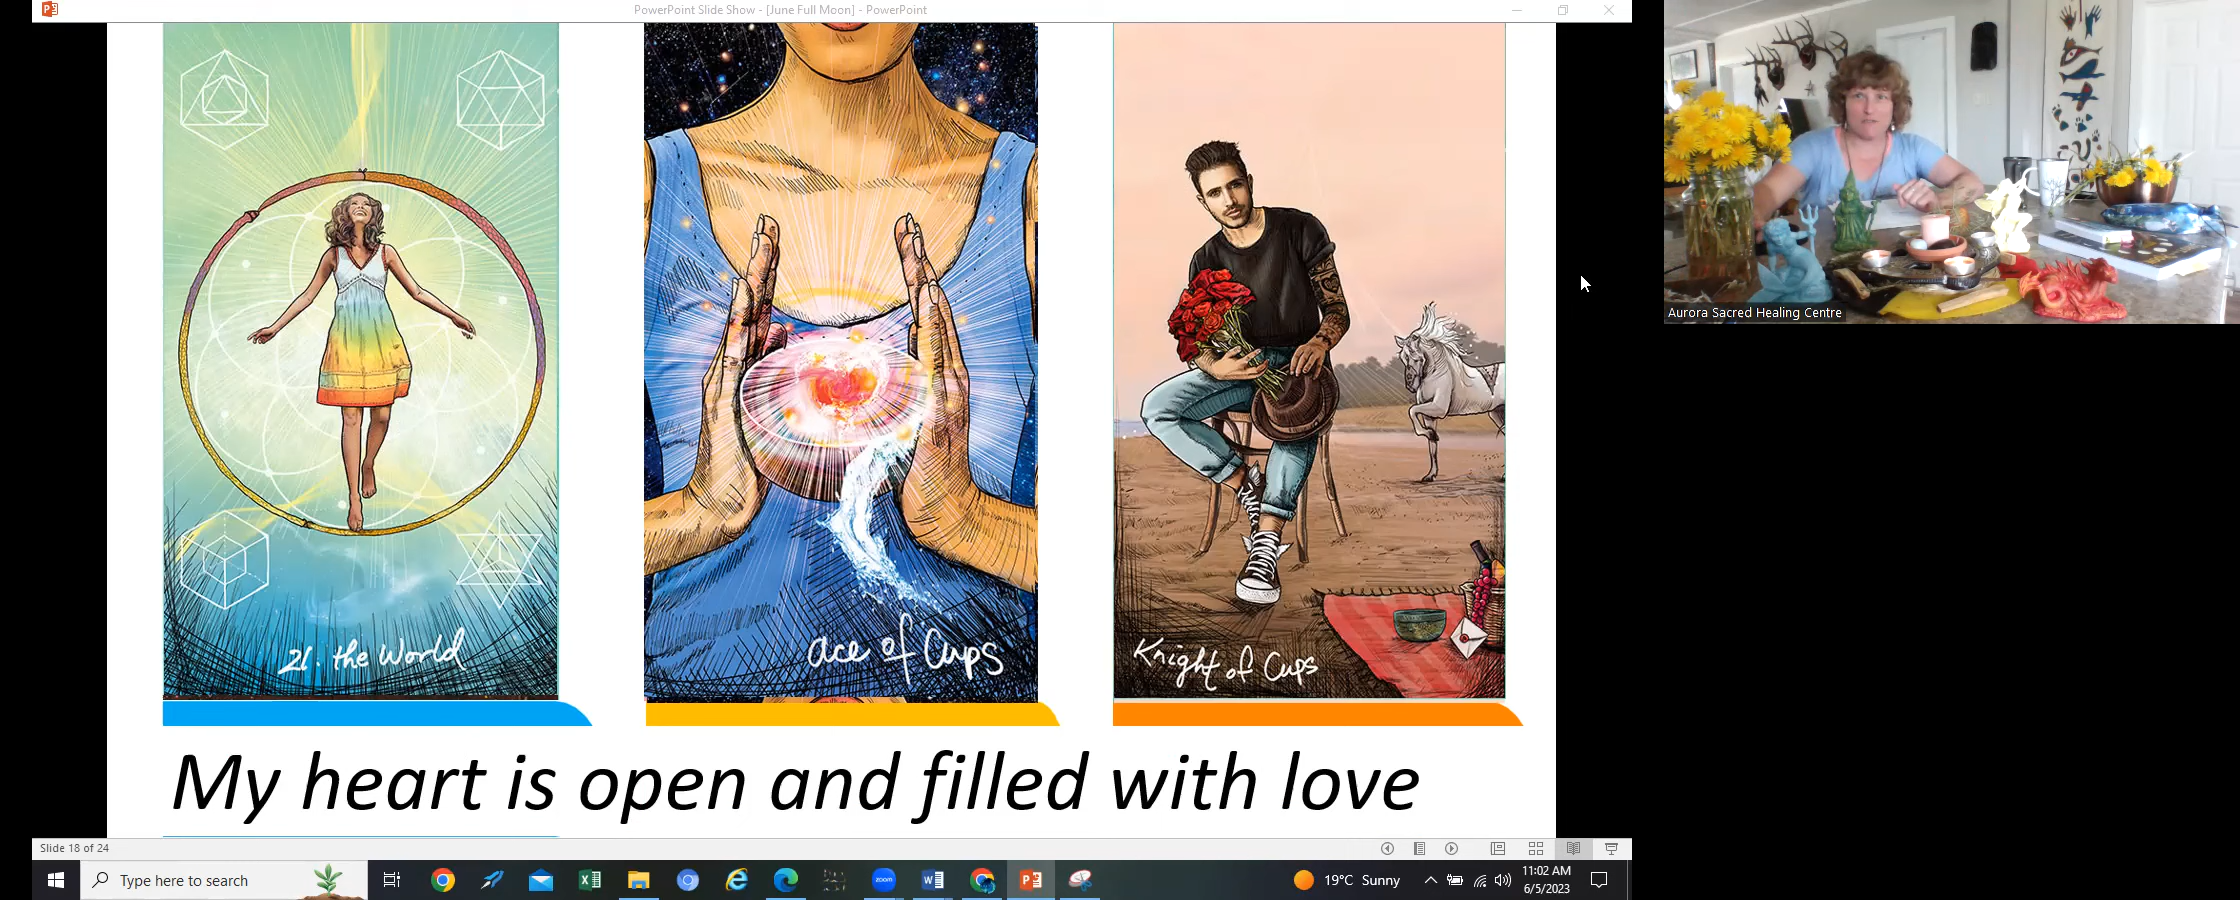 PowerPoint Slide Show - [June Full Moon] - PowerPoint
21. the World
ace of Cups
Knight of Cups
My heart is open and filled with love
Aurora Sacred Healing Centre
Slide 18 of 24
Type here to search
zoom
19°C Sunny
11:02 AM
6/5/2023